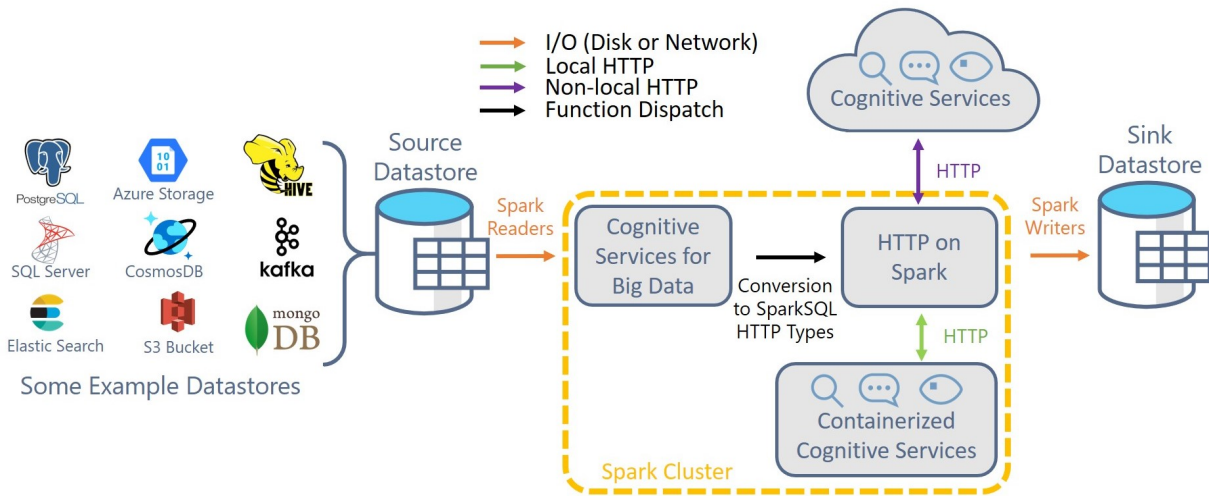 I/O (Disk or Network)
Local HTTP
Non-local HTTP
Function Dispatch
PostgreSQL
Azure Storage
HIVE
SQL Server
CosmosDB
kafka
Elastic Search
S3 Bucket
mongo
DB
Some Example Datastores
10
01
Source
Datastore
Spark
Readers
Cognitive
Services for
Big Data
Conversion
to SparkSQL
HTTP Types
Cognitive Services
HTTP
HTTP on
Spark
HTTP
Containerized
Cognitive Services
Spark Cluster
Spark
Writers
Sink
Datastore